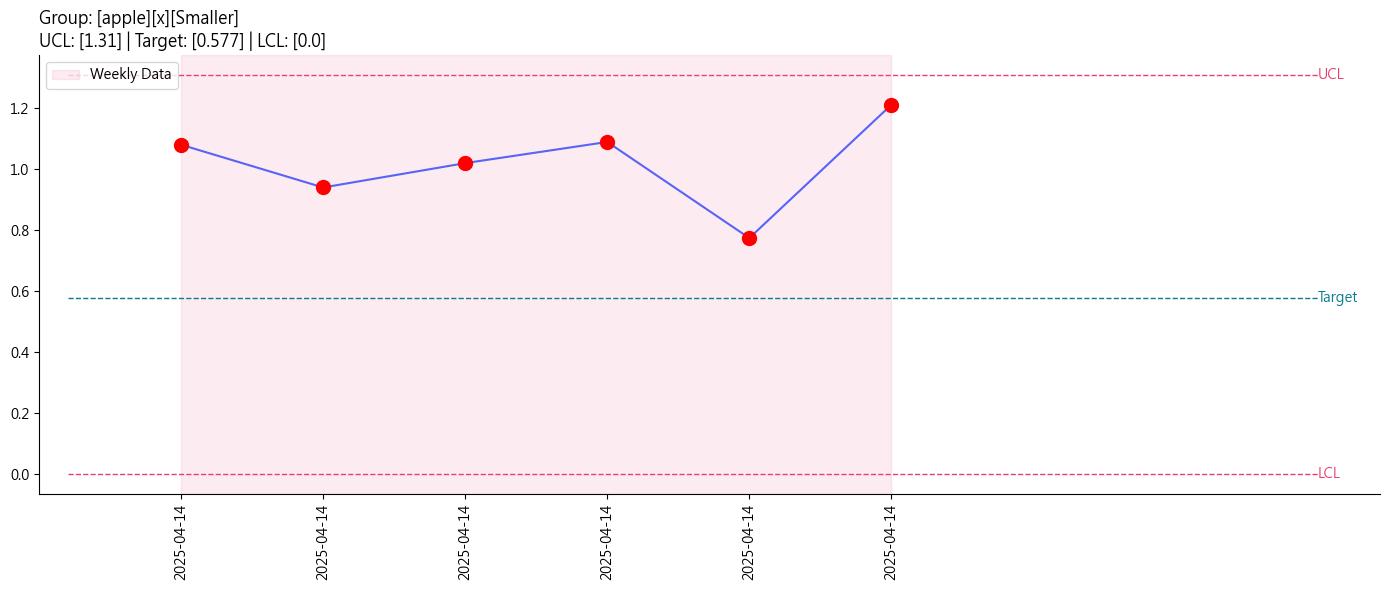 Group: [apple][x][Smaller]
UCL: [1.31] | Target: [0.577] | LCL: [0.0]
Weekly Data
UCL
1.2
1.0
0.8
0.6
Target
0.4
0.2
0.0
LCL
2025-04-14
2025-04-14
2025-04-14
2025-04-14
2025-04-14
2025-04-14